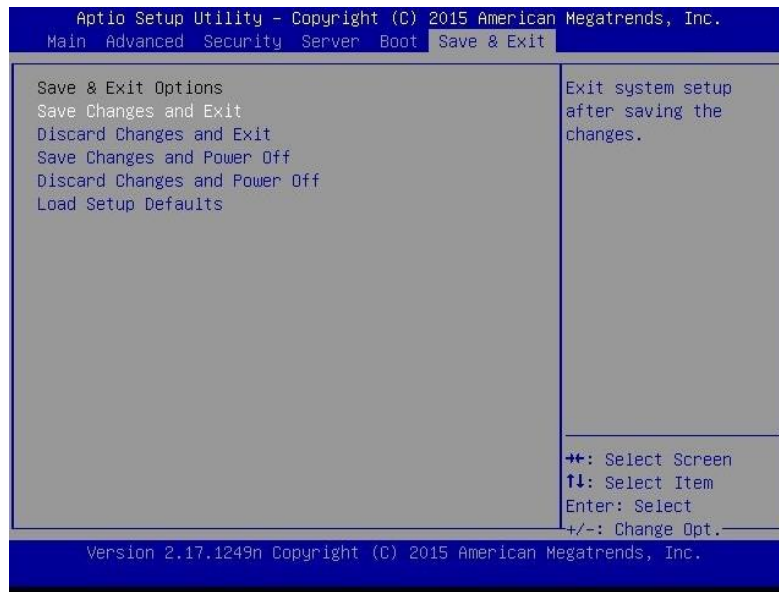 Aptio Setup Utility – Copyright (C) 2015 American Megatrends, Inc.
Main Advanced Security Server Boot Save & Exit
Save & Exit Options
Save Changes and Exit
Discard Changes and Exit
Save Changes and Power Off
Discard Changes and Power Off
Load Setup Defaults
Exit system setup
after saving the
changes.
→←: Select Screen
↑↓: Select Item
Enter: Select
+/-: Change Opt.
Version 2.17.1249n Copyright (C) 2015 American Megatrends, Inc.